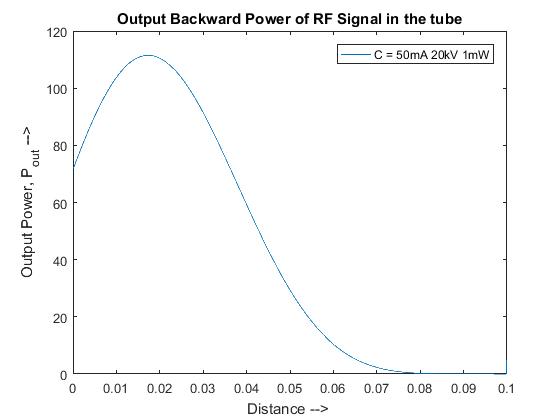 Output Backward Power of RF Signal in the tube
C = 50mA 20kV 1mW
Output Power, Pout -->
120
100
80
60
40
20
0
0 0.01 0.02 0.03 0.04 0.05 0.06 0.07 0.08 0.09 0.1
Distance -->